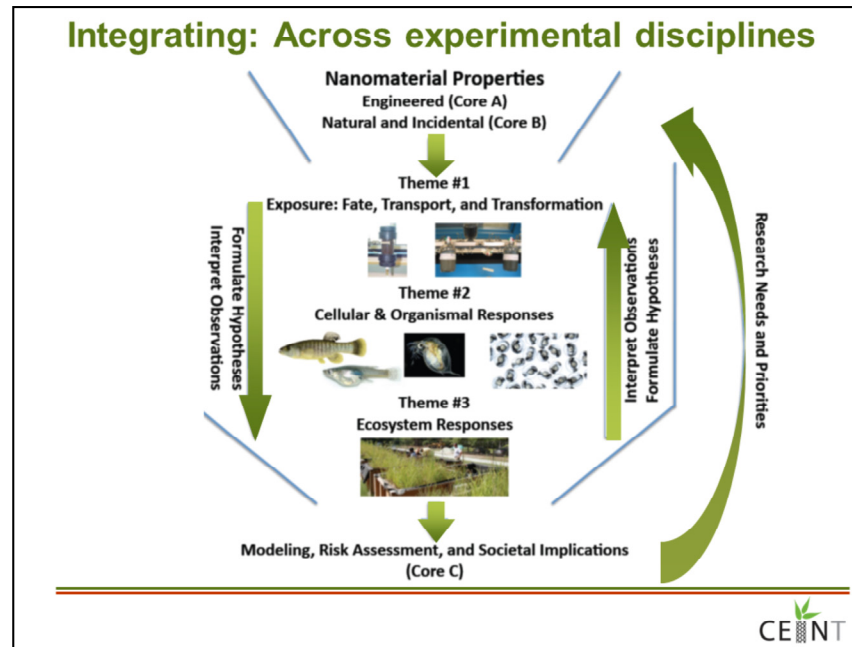 Integrating: Across experimental disciplines
Nanomaterial Properties
Engineered (Core A)
Natural and Incidental (Core B)
Theme #1
Exposure: Fate, Transport, and Transformation
Formulate Hypotheses
Interpret Observations
Theme #2
Cellular & Organismal Responses
Theme #3
Ecosystem Responses
Interpret Observations
Formulate Hypotheses
Research Needs and Priorities
Modeling, Risk Assessment, and Societal Implications
(Core C)
CEINT